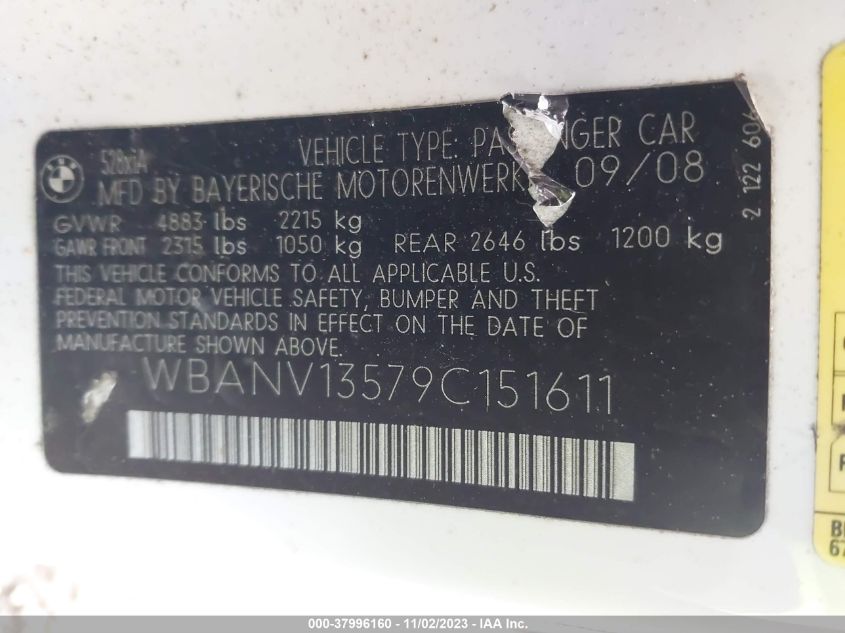 BMW
528xiA VEHICLE TYPE: PASSENGER CAR
MFD BY BAYERISCHE MOTORENWERKE 09/08
GVWR 4883 lbs 2215 kg
GAWR FRONT 2315 lbs 1050 kg REAR 2646 lbs 1200 kg
THIS VEHICLE CONFORMS TO ALL APPLICABLE U.S.
FEDERAL MOTOR VEHICLE SAFETY, BUMPER AND THEFT
PREVENTION STANDARDS IN EFFECT ON THE DATE OF
MANUFACTURE SHOWN ABOVE.
WBANV13579C151611
2 122 606
000-37996160 - 11/02/2023 - IAA Inc.